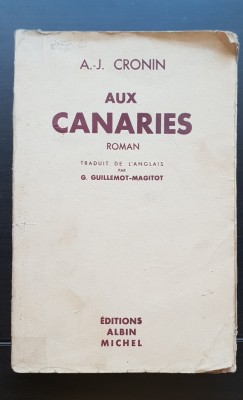 A.-J. CRONIN
AUX
CANARIES
ROMAN
TRADUIT DE L'ANGLAIS
PAR
G. GUILLEMOT-MAGITOT
ÉDITIONS
ALBIN
MICHEL